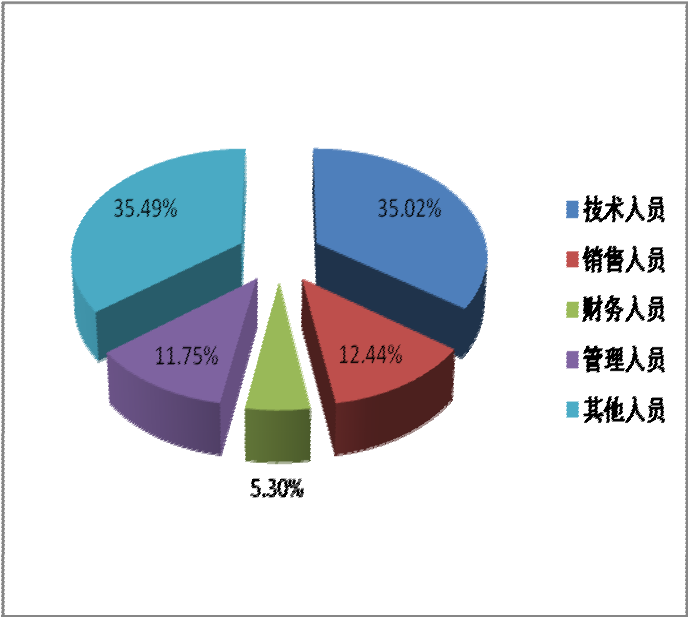 35.49%
35.02%
11.75%
12.44%
5.30%
技术人员
销售人员
财务人员
管理人员
其他人员